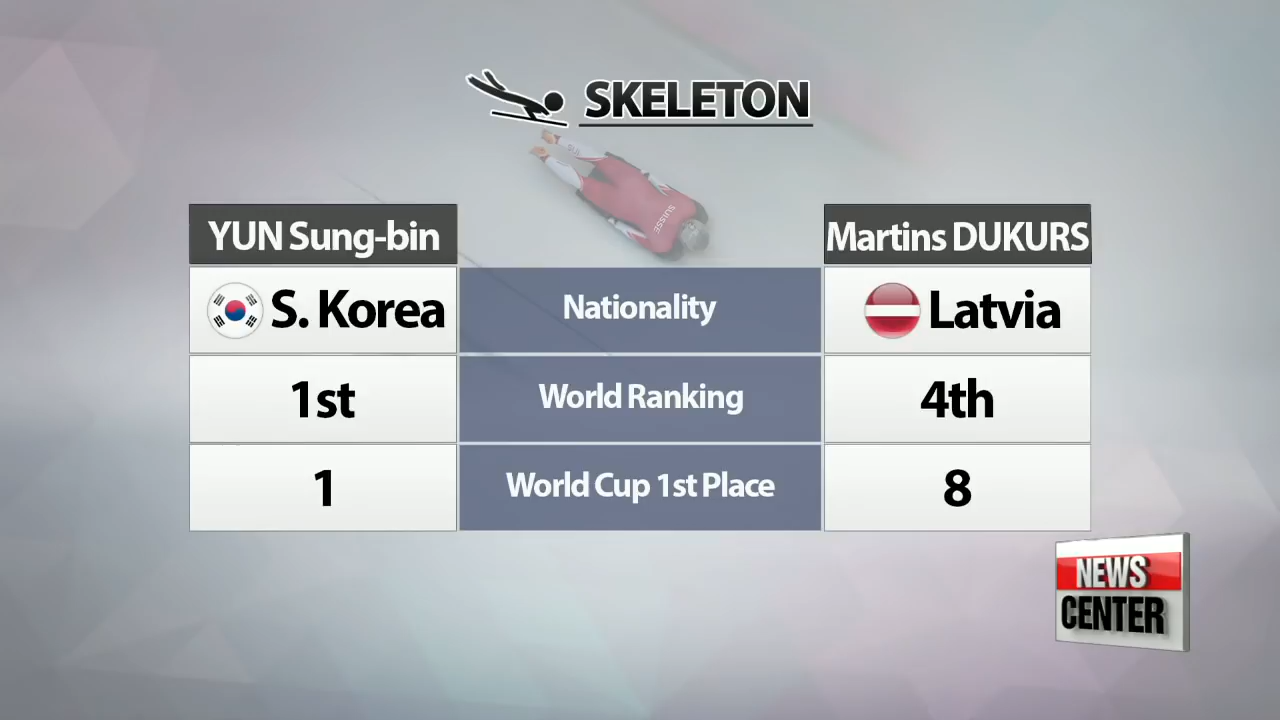 SKELETON
SUISSE
YUN Sung-bin
Martins DUKURS
S. Korea
Nationality
Latvia
1st
World Ranking
4th
1
World Cup 1st Place
8
NEWS
CENTER